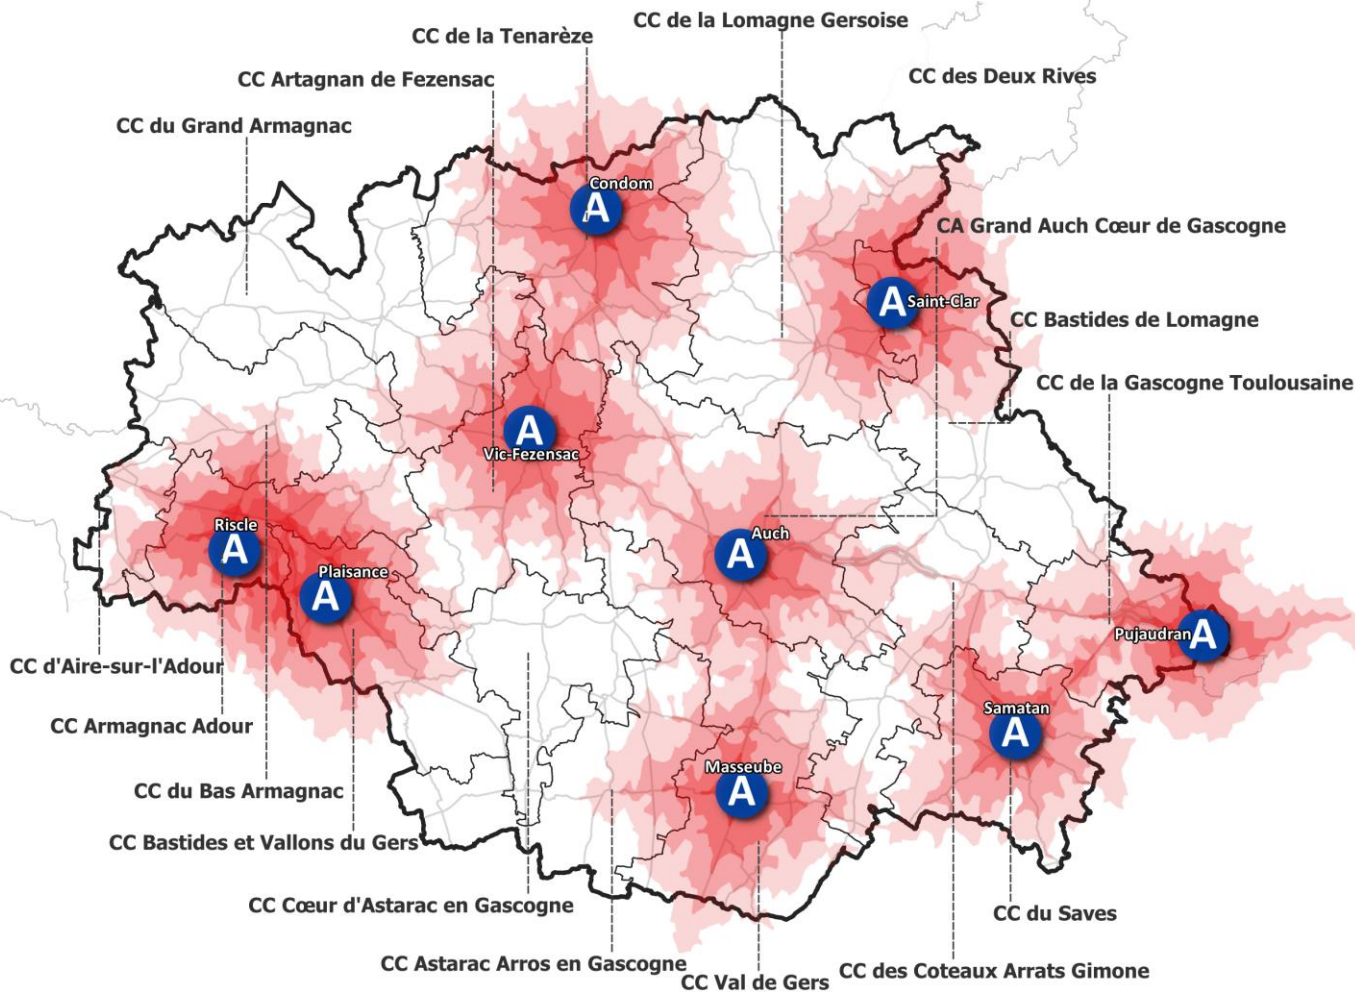 CC de la Lomagne Gersoise
CC de la Tenarèze
CC des Deux Rives
CC Artagnan de Fezensac
CC du Grand Armagnac
Condom
A
CA Grand Auch Cœur de Gascogne
A
Saint-Clar
CC Bastides de Lomagne
CC de la Gascogne Toulousaine
A
Vic-Fezensac
Riscle
A
Auch
A
Plaisance
A
Pujaudran
A
CC d'Aire-sur-l'Adour
Samatan
A
CC Armagnac Adour
Masseube
A
CC du Bas Armagnac
CC Bastides et Vallons du Gers
CC Cœur d'Astarac en Gascogne
CC du Saves
CC Astarac Arros en Gascogne
CC des Coteaux Arrats Gimone
CC Val de Gers